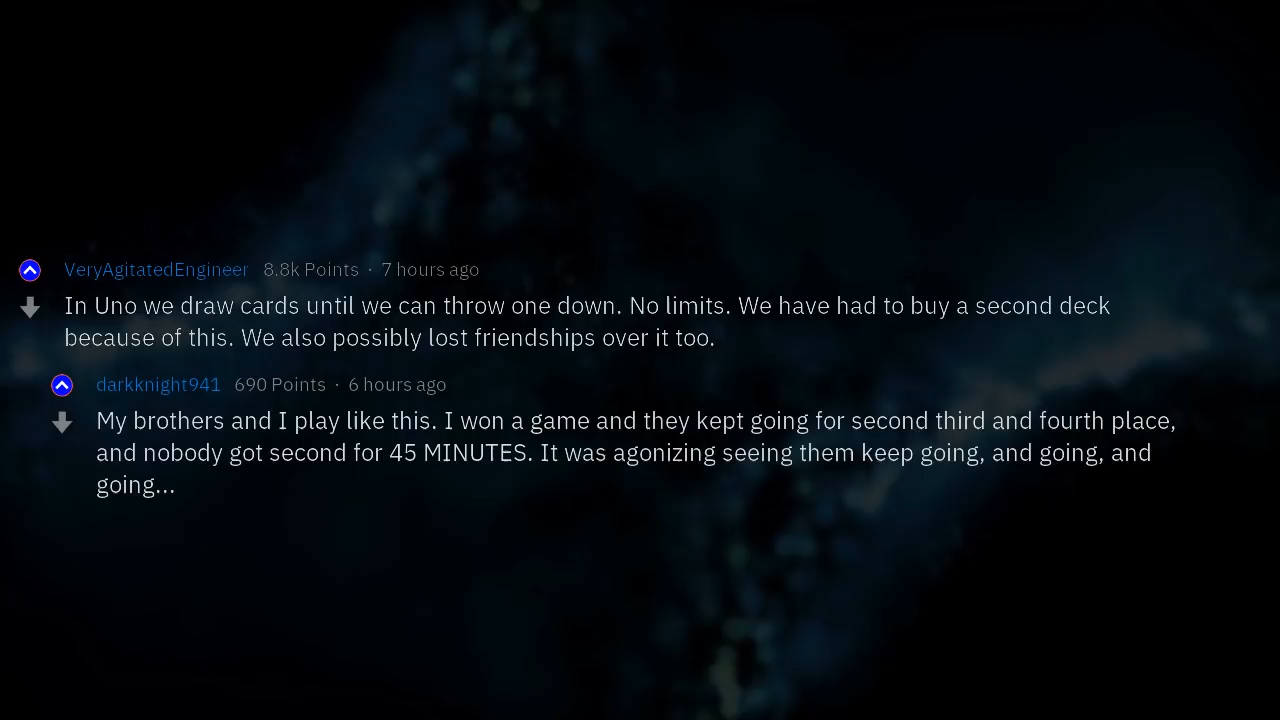 VeryAgitatedEngineer 8.8k Points · 7 hours ago
In Uno we draw cards until we can throw one down. No limits. We have had to buy a second deck
because of this. We also possibly lost friendships over it too.
darkknight941 690 Points · 6 hours ago
My brothers and I play like this. I won a game and they kept going for second third and fourth place,
and nobody got second for 45 MINUTES. It was agonizing seeing them keep going, and going, and
going...